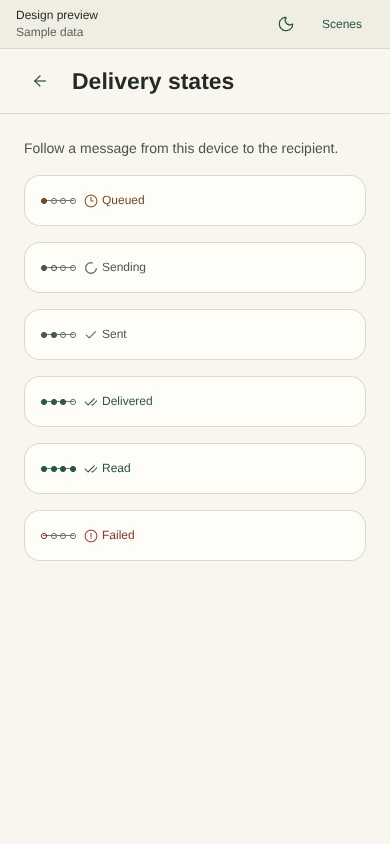 Design preview
Sample data
Scenes
Delivery states
Follow a message from this device to the recipient.
Queued
Sending
Sent
Delivered
Read
Failed